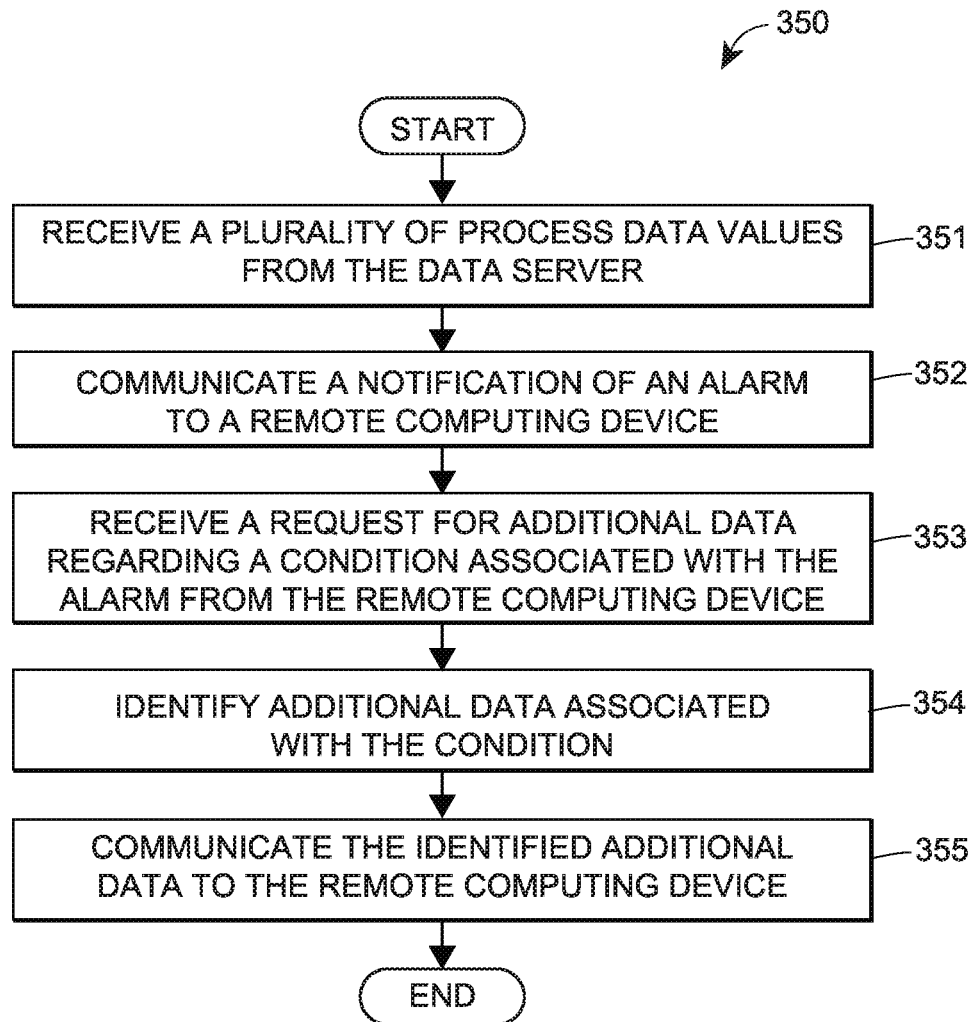 350
START
RECEIVE A PLURALITY OF PROCESS DATA VALUES
FROM THE DATA SERVER
351
COMMUNICATE A NOTIFICATION OF AN ALARM
TO A REMOTE COMPUTING DEVICE
352
RECEIVE A REQUEST FOR ADDITIONAL DATA
REGARDING A CONDITION ASSOCIATED WITH THE
ALARM FROM THE REMOTE COMPUTING DEVICE
353
IDENTIFY ADDITIONAL DATA ASSOCIATED
WITH THE CONDITION
354
COMMUNICATE THE IDENTIFIED ADDITIONAL
DATA TO THE REMOTE COMPUTING DEVICE
355
END